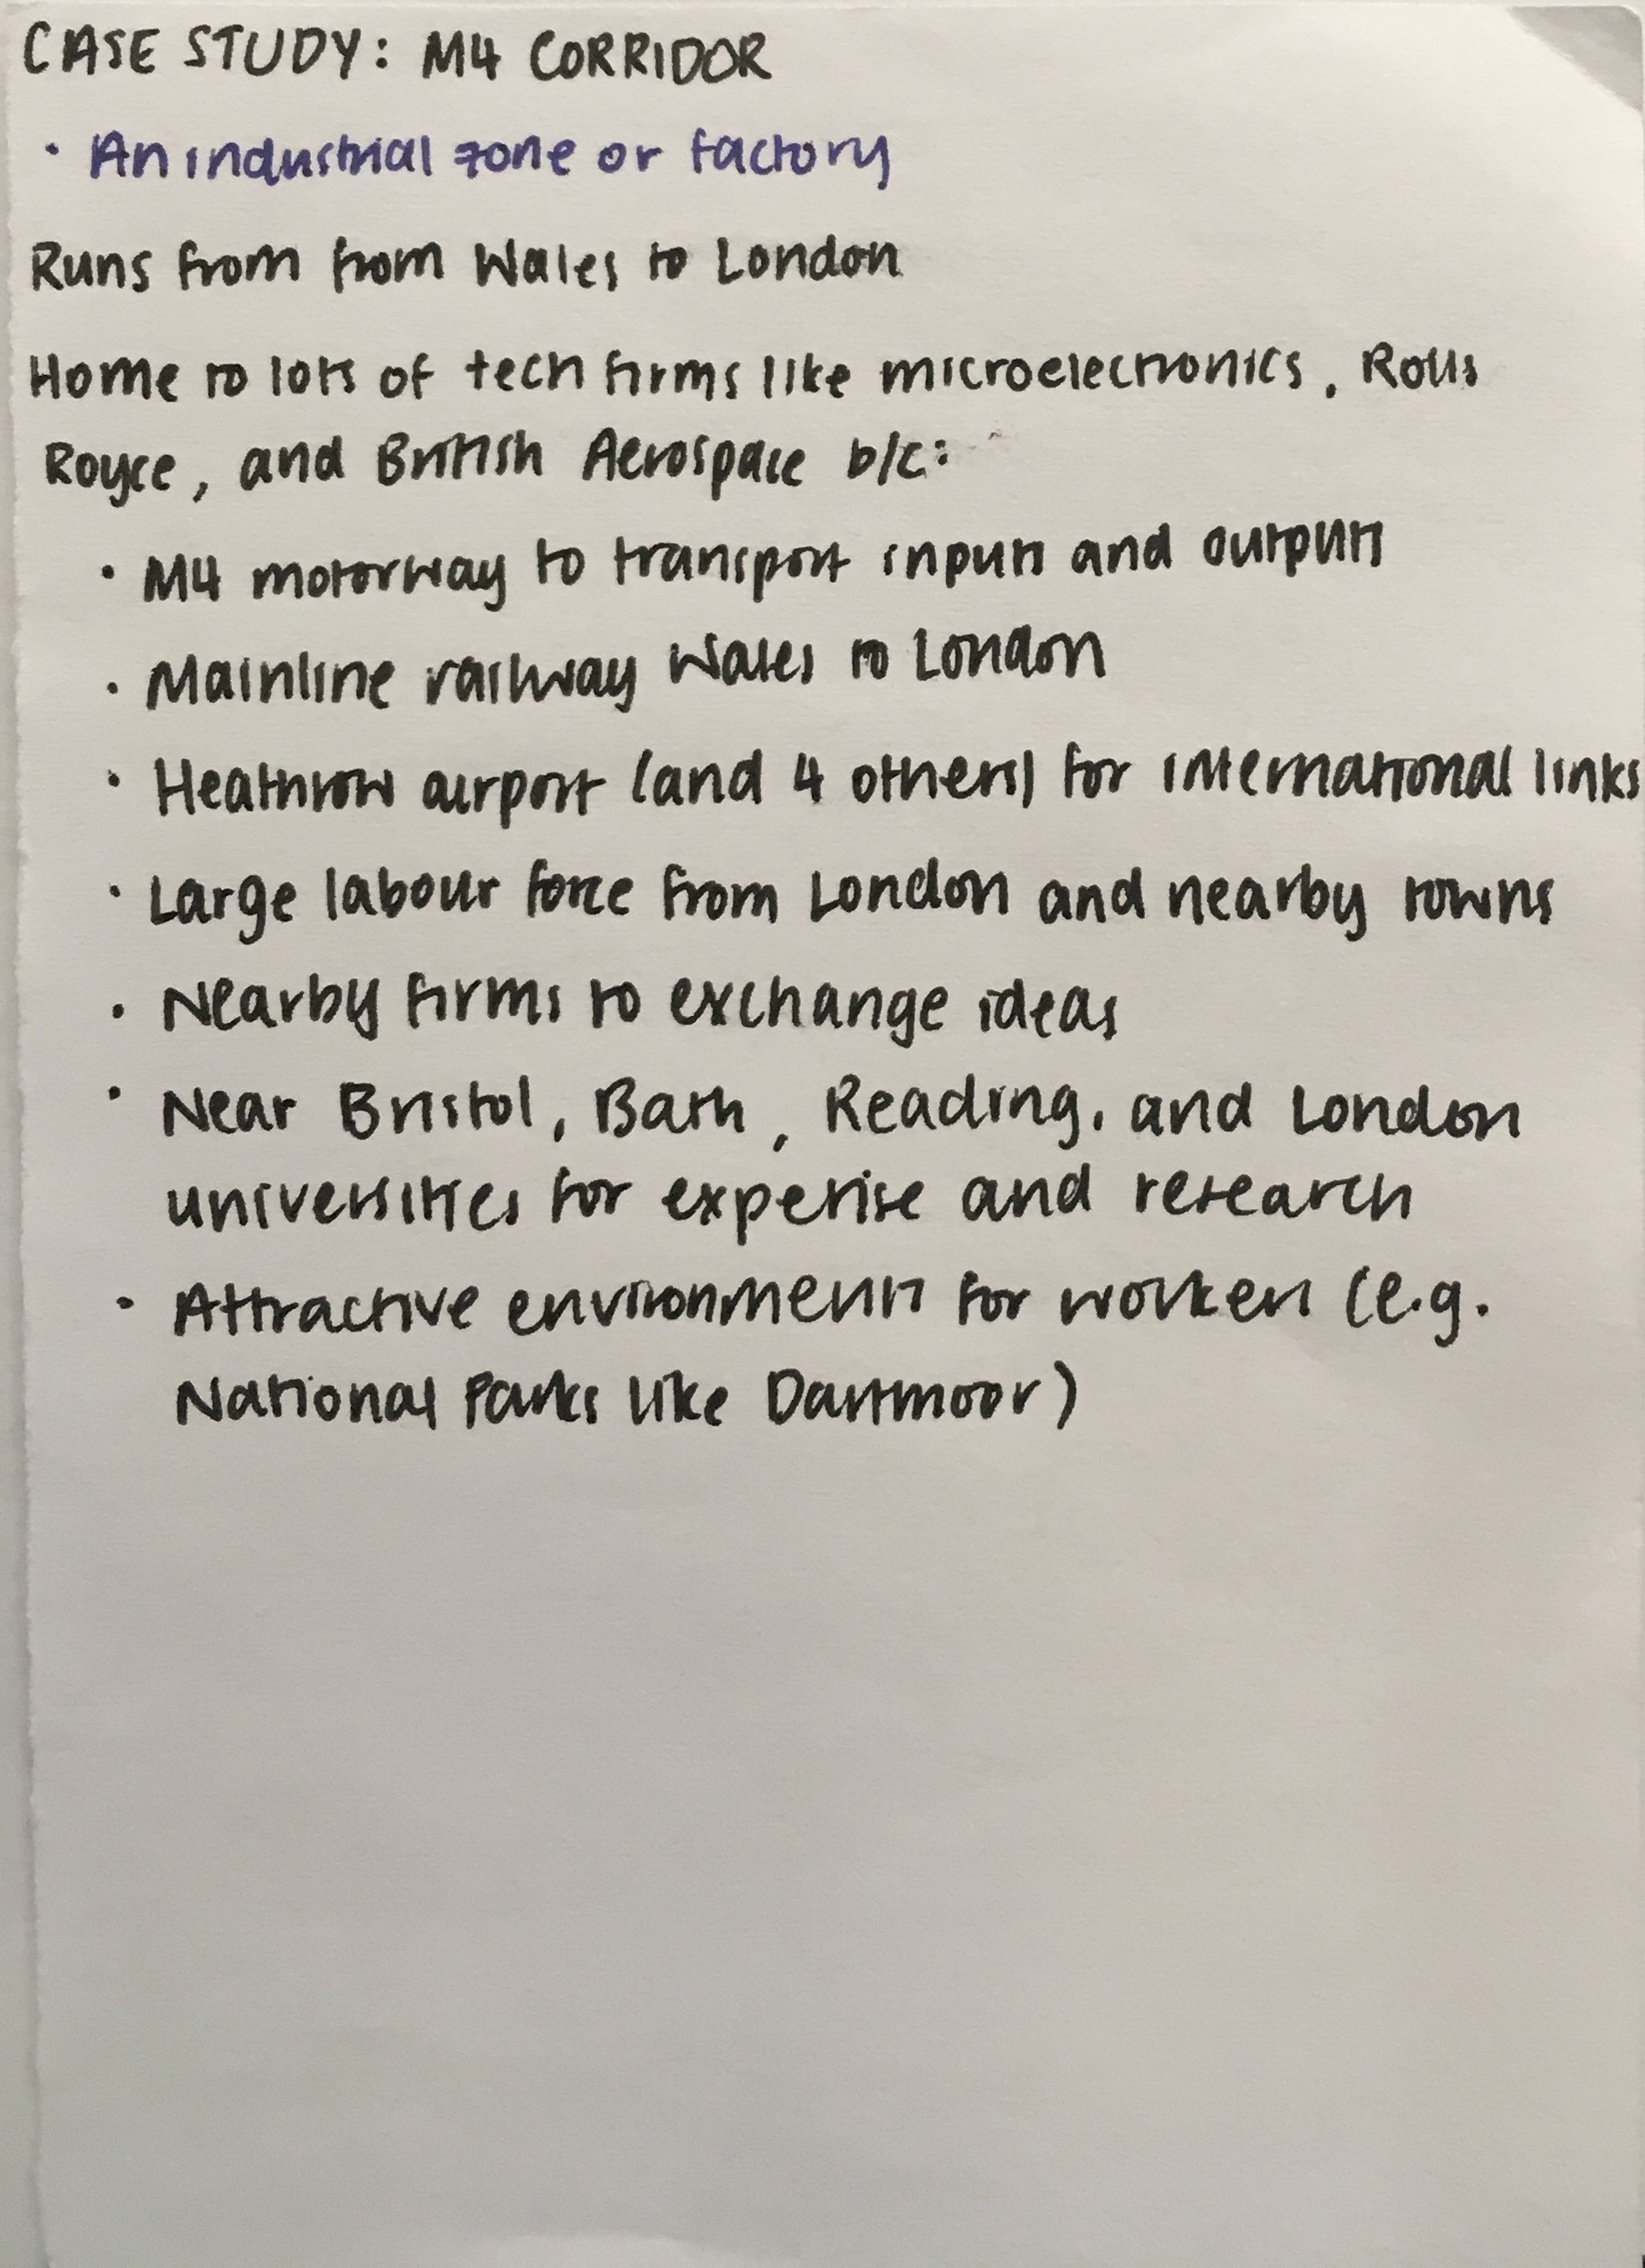 CASE STUDY: M4 CORRIDOR
• An industrial zone or factory
Runs from from Wales to London
Home to lots of tech firms like microelectronics, Rolls
Royce, and British Aerospace b/c:
• M4 motorway to transport inputs and outputs
• Mainline railway Wales to London
• Heathrow airport (and 4 others) for international links
• Large labour force from London and nearby towns
• Nearby firms to exchange ideas
• Near Bristol, Bath, Reading, and London
universities for expertise and research
• Attractive environments for workers (e.g.
National Parks like Dartmoor)